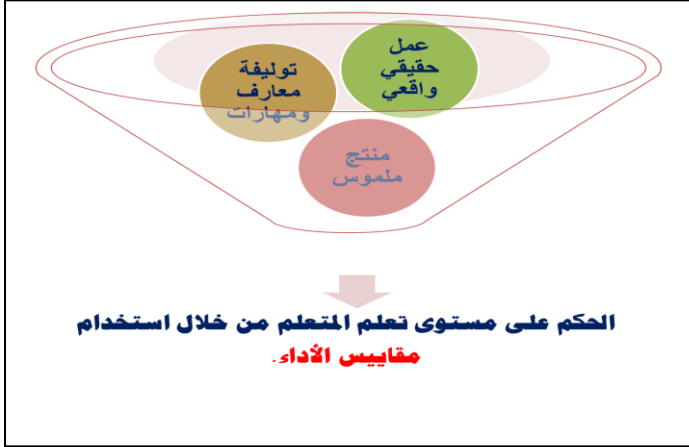 عمل
حقيقي
واقعي
توليفة
معارف
ومهارات
منتج
ملموس
الحكم على مستوى تعلم المتعلم من خلال استخدام
مقاييس الأداء.